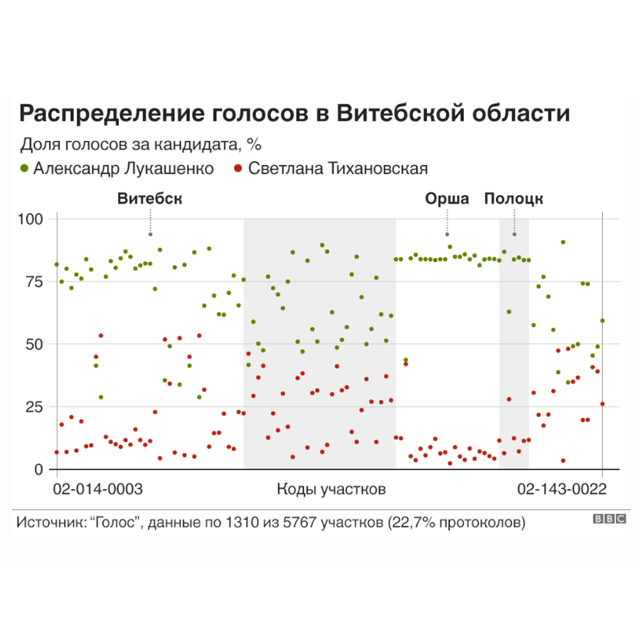 Распределение голосов в Витебской области
Доля голосов за кандидата, %
Александр Лукашенко Светлана Тихановская
Витебск Орша Полоцк
100
75
50
25
0
02-014-0003 Коды участков 02-143-0022
Источник: “Голос”, данные по 1310 из 5767 участков (22,7% протоколов) BBC